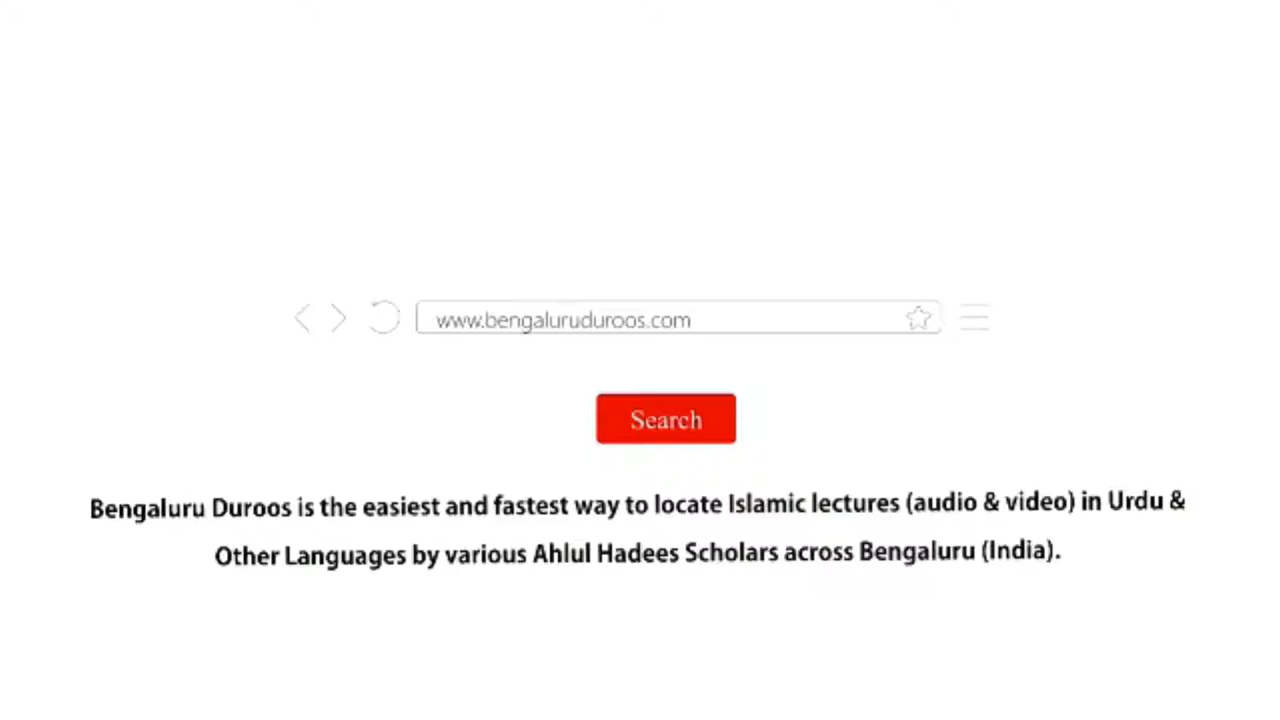 www.bengaluruduroos.com
Search
Bengaluru Duroos is the easiest and fastest way to locate Islamic lectures (audio & video) in Urdu &
Other Languages by various Ahlul Hadees Scholars across Bengaluru (India).